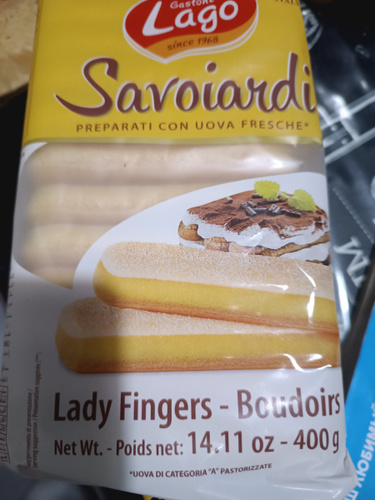 Gastone
Lago
since 1968
Savoiardi
PREPARATI CON UOVA FRESCHE*
Lady Fingers - Boudoirs
Net Wt. - Poids net: 14.11 oz - 400 g
*UOVA DI CATEGORIA "A" PASTORIZZATE